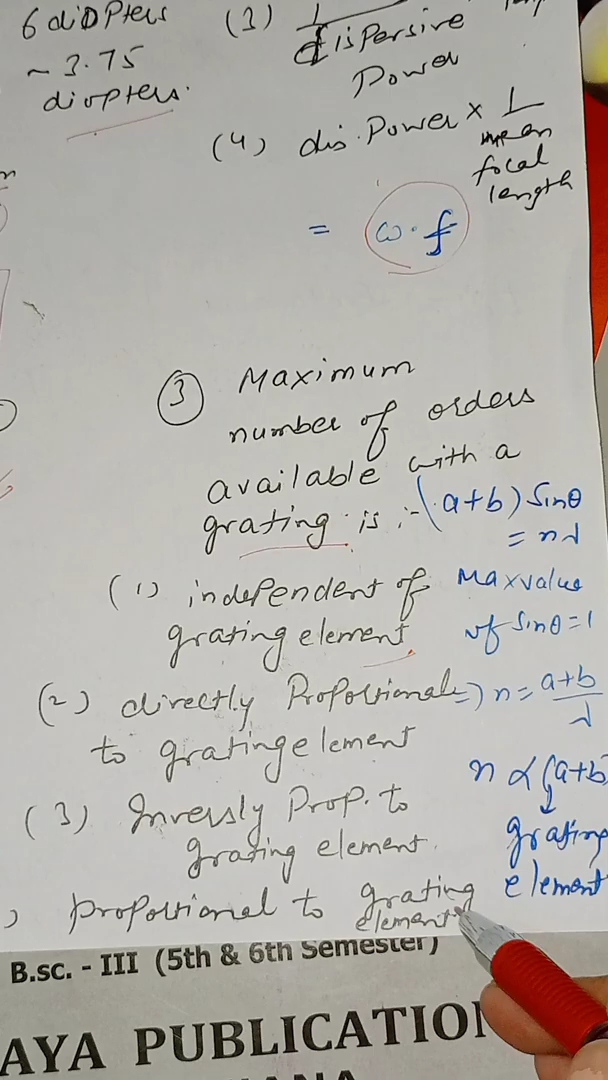 6 diopters
~ 3.75
diopters.
(3) 1
dispersive
Power
(4) dis. Power × 1
mean
focal
length
= ω·f
(3) Maximum
number of orders
available with a
grating is :-
(1) independent of
grating element
(2) directly Proportional
to grating element
(3) Inversly Prop. to
grating element.
) proportional to grating
element
(a+b) Sinθ
= nλ
Max value
of Sinθ = 1
=) n = a+b
λ
n ∝ (a+b)
↓
grating
element
B.sc. - III (5th & 6th Semester)
AYA PUBLICATION